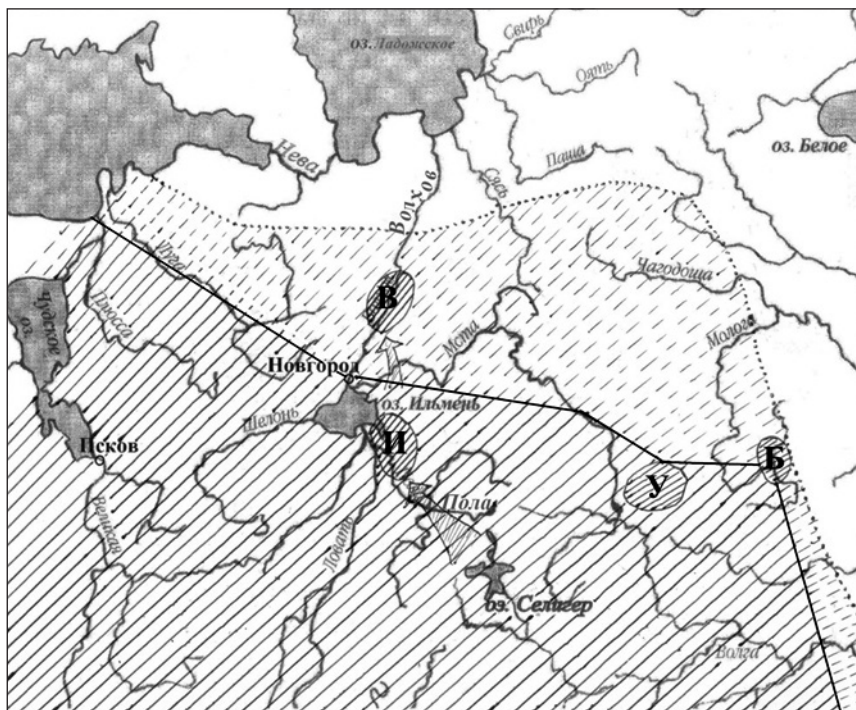 оз. Ладожское
Свирь
Оять
Паша
оз. Белое
Нева
Волхов
Сясь
Луга
Чагодоща
Плюсса
Чудское
оз.
В
Мста
Молога
Новгород
оз. Ильмень
Шелонь
И
Псков
У
Б
Пола
Великая
Ловать
оз. Селигер
Волга